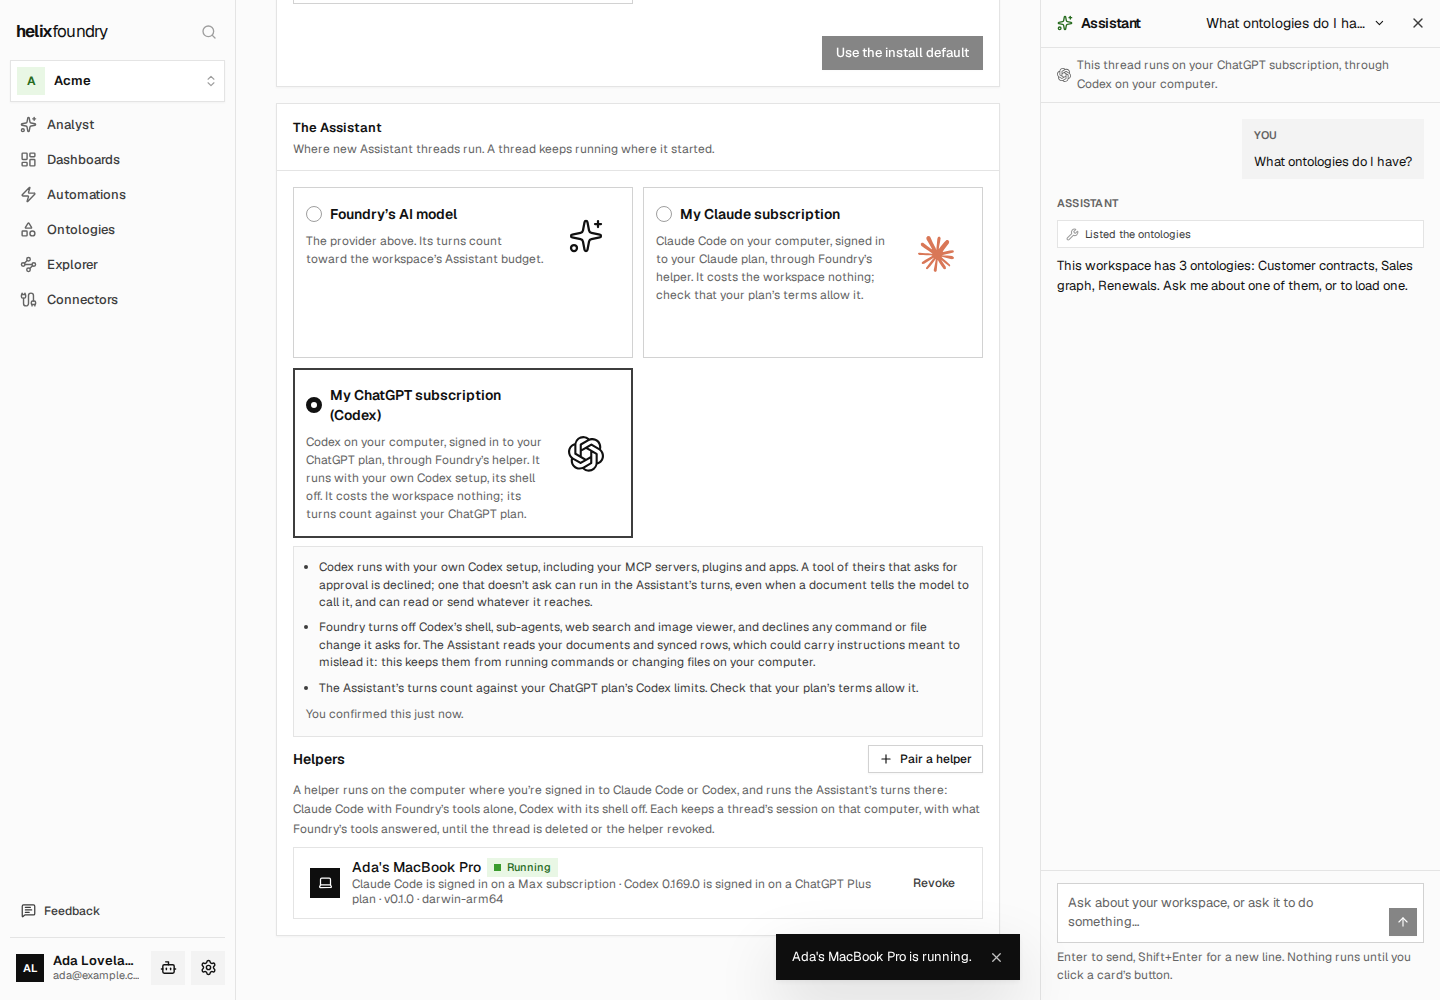 helixfoundry
A
Acme
Analyst
Dashboards
Automations
Ontologies
Explorer
Connectors
Feedback
AL
Ada Lovela...
ada@example.c...
Use the install default
The Assistant
Where new Assistant threads run. A thread keeps running where it started.
Foundry's AI model
The provider above. Its turns count
toward the workspace's Assistant budget.
My Claude subscription
Claude Code on your computer, signed in
to your Claude plan, through Foundry's
helper. It costs the workspace nothing;
check that your plan's terms allow it.
My ChatGPT subscription
(Codex)
Codex on your computer, signed in to your
ChatGPT plan, through Foundry's helper. It
runs with your own Codex setup, its shell
off. It costs the workspace nothing; its
turns count against your ChatGPT plan.
• Codex runs with your own Codex setup, including your MCP servers, plugins and apps. A tool of theirs that asks for
approval is declined; one that doesn't ask can run in the Assistant's turns, even when a document tells the model to
call it, and can read or send whatever it reaches.
• Foundry turns off Codex's shell, sub-agents, web search and image viewer, and declines any command or file
change it asks for. The Assistant reads your documents and synced rows, which could carry instructions meant to
mislead it: this keeps them from running commands or changing files on your computer.
• The Assistant's turns count against your ChatGPT plan's Codex limits. Check that your plan's terms allow it.
You confirmed this just now.
Helpers
Pair a helper
A helper runs on the computer where you're signed in to Claude Code or Codex, and runs the Assistant's turns there:
Claude Code with Foundry's tools alone, Codex with its shell off. Each keeps a thread's session on that computer, with what
Foundry's tools answered, until the thread is deleted or the helper revoked.
Ada's MacBook Pro
Running
Claude Code is signed in on a Max subscription · Codex 0.169.0 is signed in on a ChatGPT Plus
plan · v0.1.0 · darwin-arm64
Revoke
Ada's MacBook Pro is running.
Assistant
What ontologies do I ha...
This thread runs on your ChatGPT subscription, through
Codex on your computer.
YOU
What ontologies do I have?
ASSISTANT
Listed the ontologies
This workspace has 3 ontologies: Customer contracts, Sales
graph, Renewals. Ask me about one of them, or to load one.
Ask about your workspace, or ask it to do
something...
Enter to send, Shift+Enter for a new line. Nothing runs until you
click a card's button.